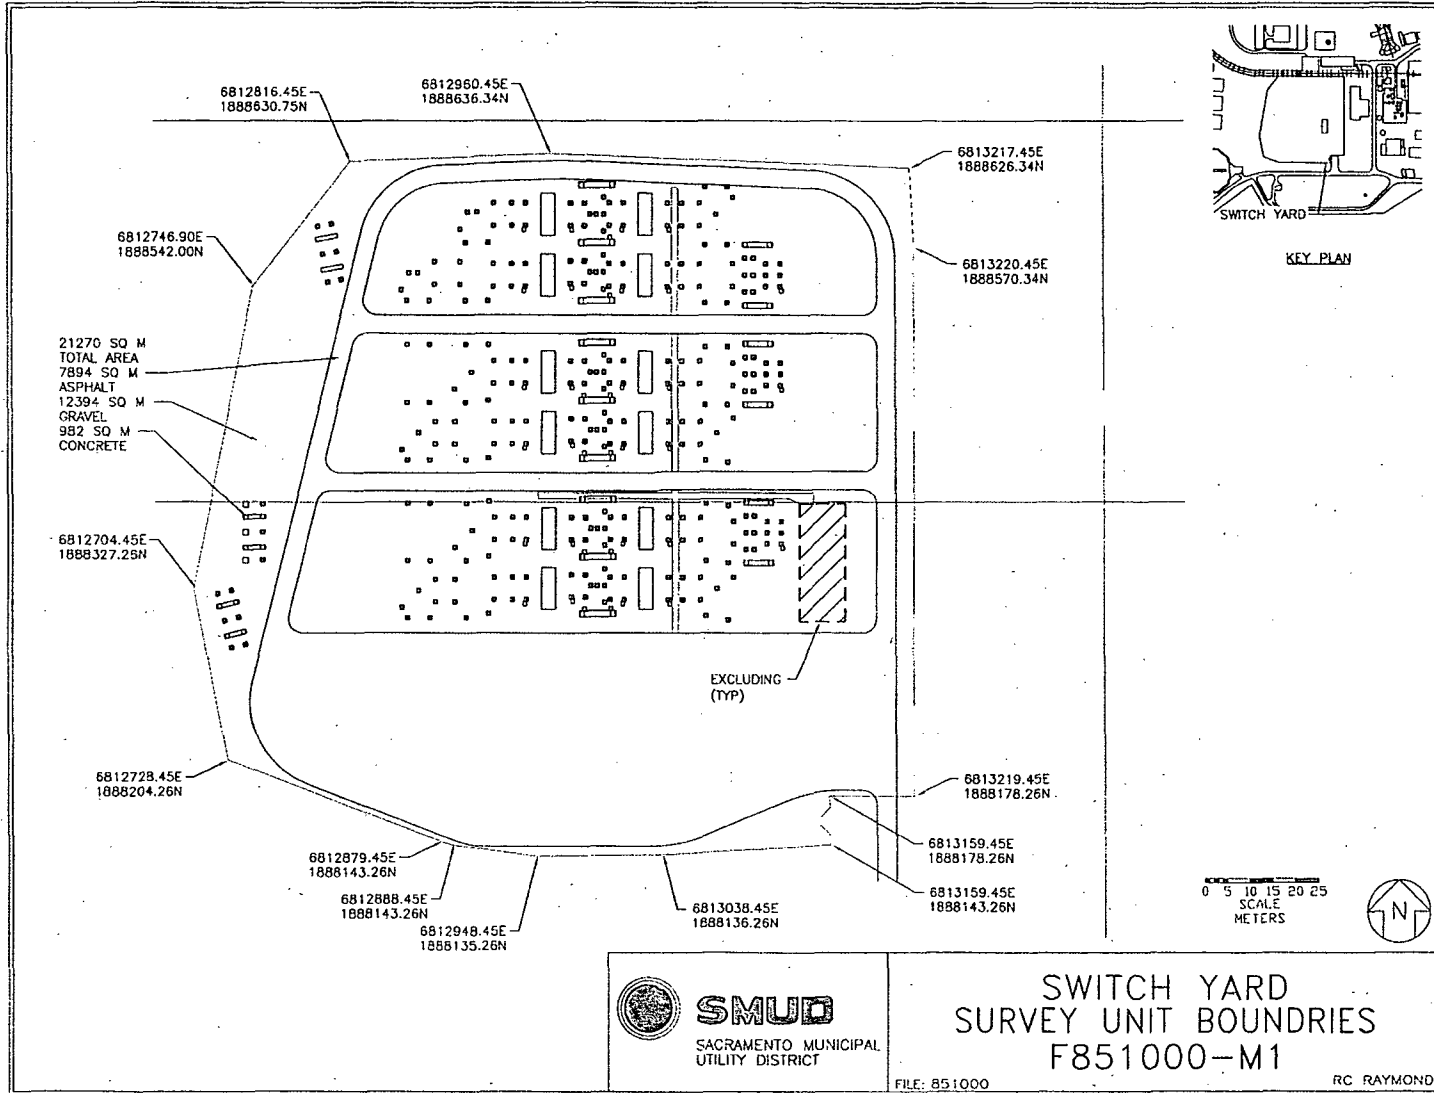 6812816.45E
1888630.75N
6812960.45E
1888636.34N
6813217.45E
1888626.34N
SWITCH YARD
KEY PLAN
6812746.90E
1888542.00N
6813220.45E
1888570.34N
21270 SQ M
TOTAL AREA
7894 SQ M
ASPHALT
12394 SQ M
GRAVEL
982 SQ M
CONCRETE
6812704.45E
1888327.26N
EXCLUDING
(TYP)
6812728.45E
1888204.26N
6813219.45E
1888178.26N
6812879.45E
1888143.26N
6813159.45E
1888178.26N
6812888.45E
1888143.26N
6813159.45E
1888143.26N
6812948.45E
1888135.26N
6813038.45E
1888136.26N
0 5 10 15 20 25
SCALE
METERS
N
SMUD
SACRAMENTO MUNICIPAL
UTILITY DISTRICT
SWITCH YARD
SURVEY UNIT BOUNDRIES
F851000-M1
FILE: 851000
RC RAYMOND